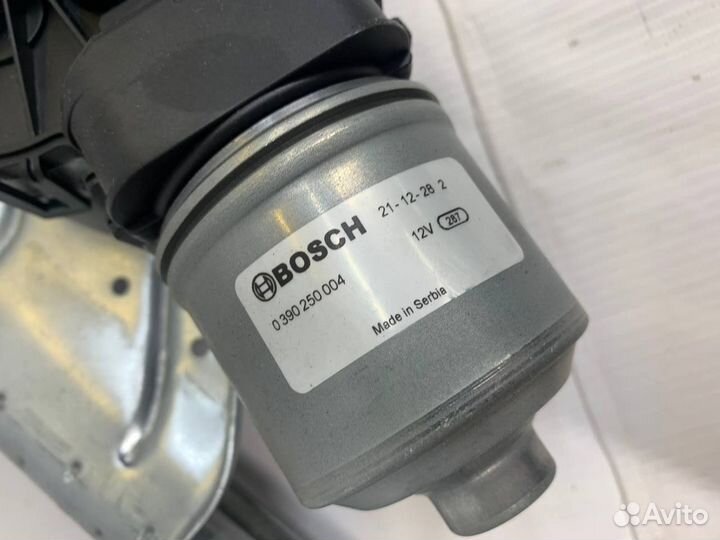 BOSCH 21-12-28 2
12V 287
0 390 250 004
Made in Serbia
Avito